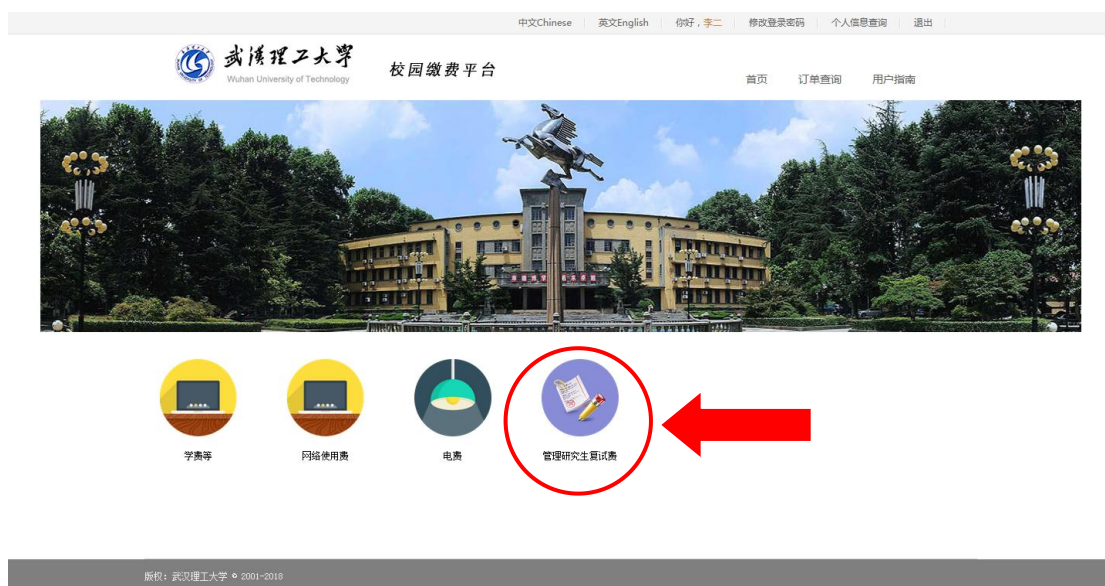 中文Chinese 英文English 你好，李二 修改登录密码 个人信息查询 退出
武汉理工大学
Wuhan University of Technology
校园缴费平台
首页 订单查询 用户指南
学费等 网络使用费 电费 管理研究生复试费
版权：武汉理工大学 © 2001-2018